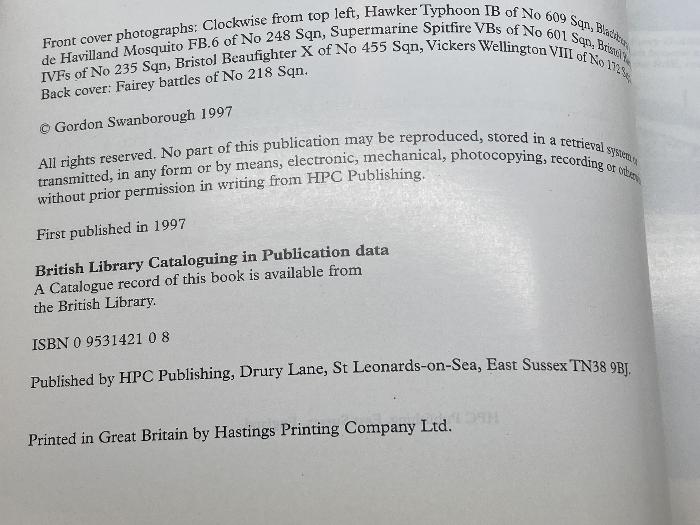 Front cover photographs: Clockwise from top left, Hawker Typhoon IB of No 609 Sqn, Blackburn
de Havilland Mosquito FB.6 of No 248 Sqn, Supermarine Spitfire VBs of No 601 Sqn, Bristol
IVFs of No 235 Sqn, Bristol Beaufighter X of No 455 Sqn, Vickers Wellington VIII of No 172 Sqn,
Back cover: Fairey battles of No 218 Sqn.
© Gordon Swanborough 1997
All rights reserved. No part of this publication may be reproduced, stored in a retrieval system or
transmitted, in any form or by means, electronic, mechanical, photocopying, recording or otherwise
without prior permission in writing from HPC Publishing.
First published in 1997
British Library Cataloguing in Publication data
A Catalogue record of this book is available from
the British Library.
ISBN 0 9531421 0 8
Published by HPC Publishing, Drury Lane, St Leonards-on-Sea, East Sussex TN38 9BJ.
Printed in Great Britain by Hastings Printing Company Ltd.